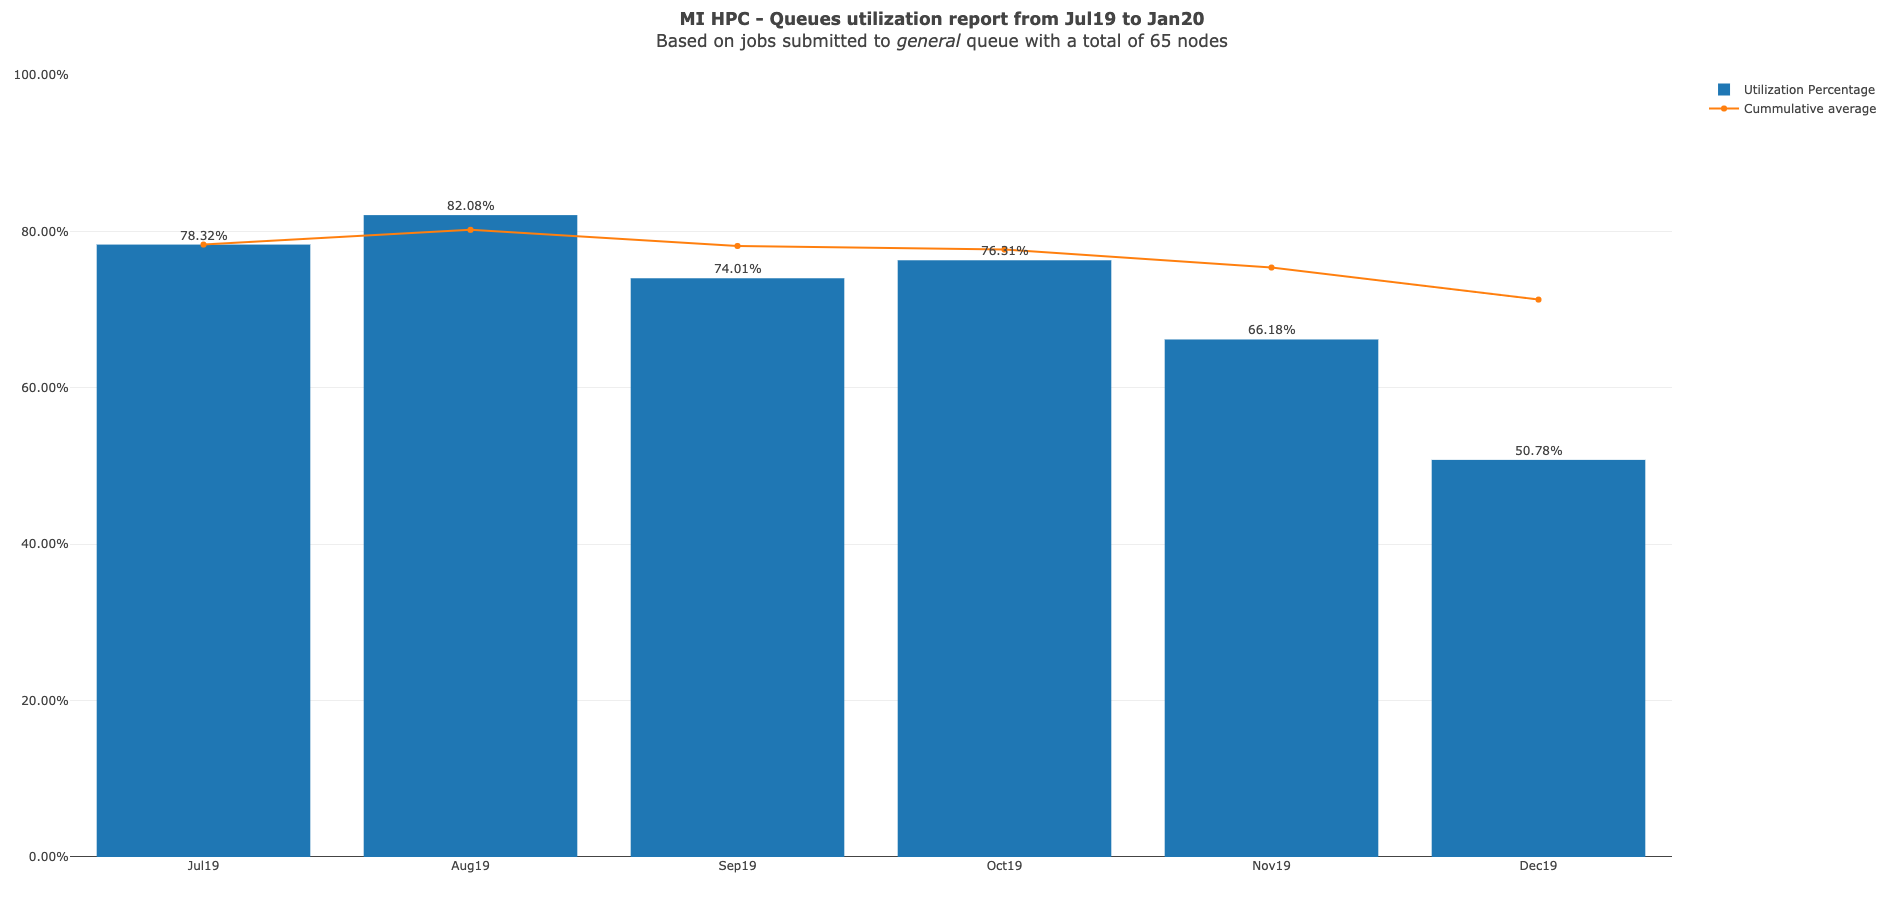 MI HPC - Queues utilization report from Jul19 to Jan20
Based on jobs submitted to general queue with a total of 65 nodes
100.00%
80.00%
60.00%
40.00%
20.00%
0.00%
Utilization Percentage
Cummulative average
78.32%
82.08%
74.01%
76.31%
66.18%
50.78%
Jul19
Aug19
Sep19
Oct19
Nov19
Dec19